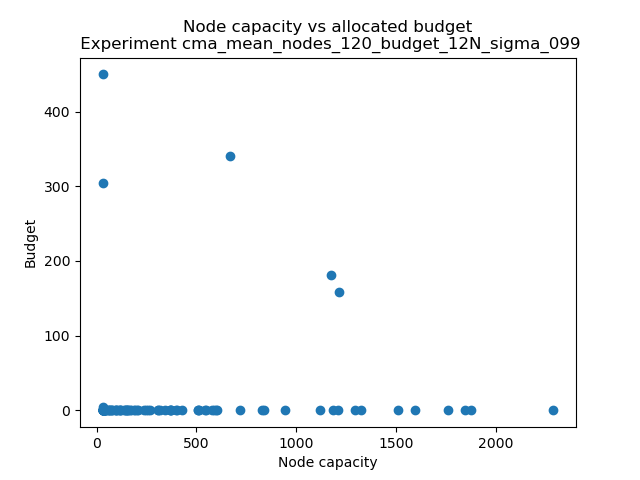 Node capacity vs allocated budget
Experiment cma_mean_nodes_120_budget_12N_sigma_099
400
300
200
100
0
Budget
0 500 1000 1500 2000
Node capacity